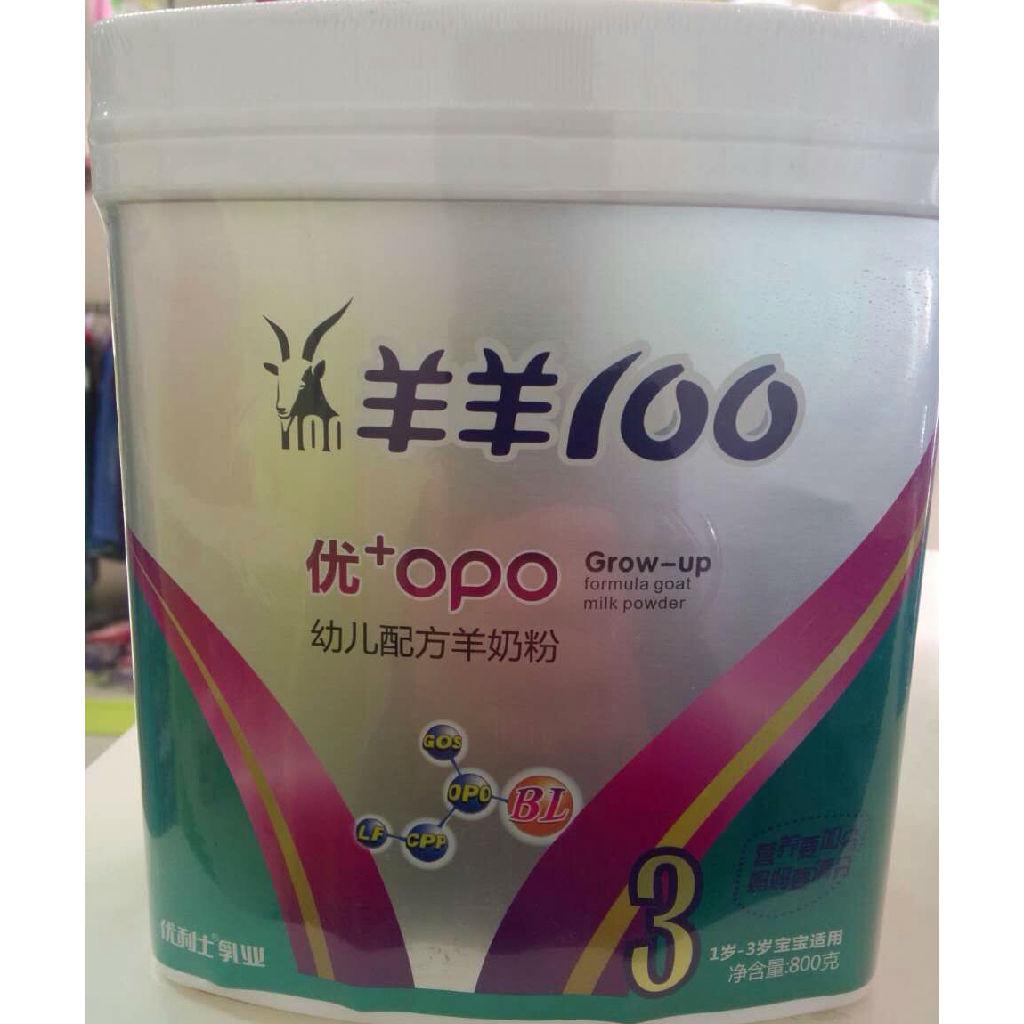 羊羊100
优+OPO
Grow-up
formula goat
milk powder
幼儿配方羊奶粉
GOS
OPO
BL
LF
CPP
3
1岁-3岁宝宝适用
净含量:800克
优利士®乳业